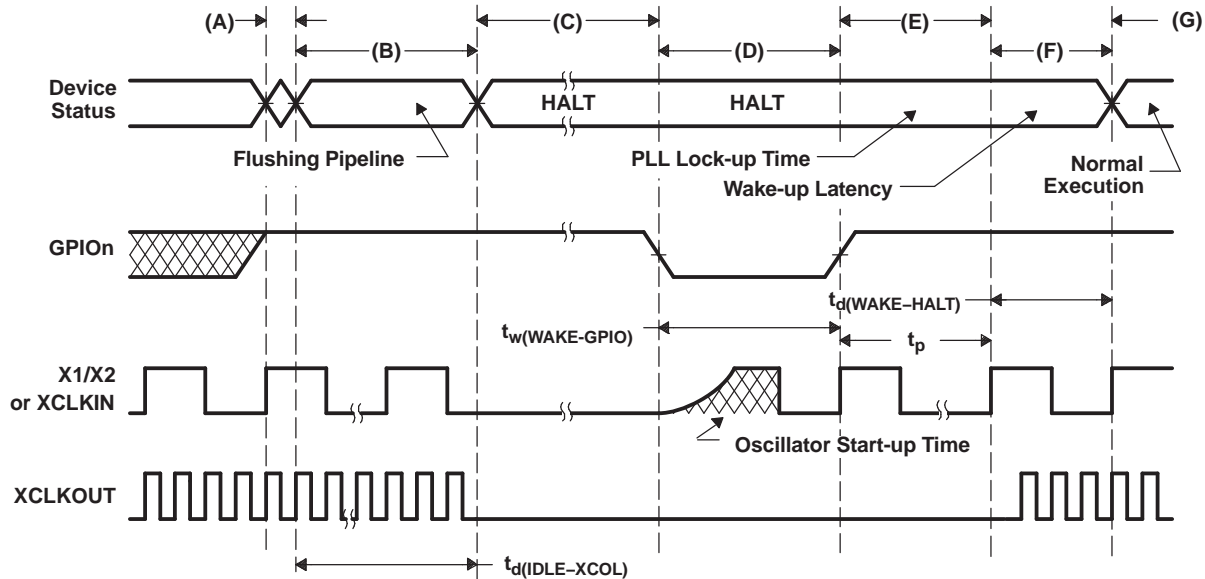 (A)
(B)
(C)
(D)
(E)
(F)
(G)
Device
Status
HALT
HALT
Flushing Pipeline
PLL Lock-up Time
Wake-up Latency
Normal
Execution
GPIOn
td(WAKE−HALT)
tw(WAKE-GPIO)
tp
X1/X2
or XCLKIN
Oscillator Start-up Time
XCLKOUT
td(IDLE−XCOL)